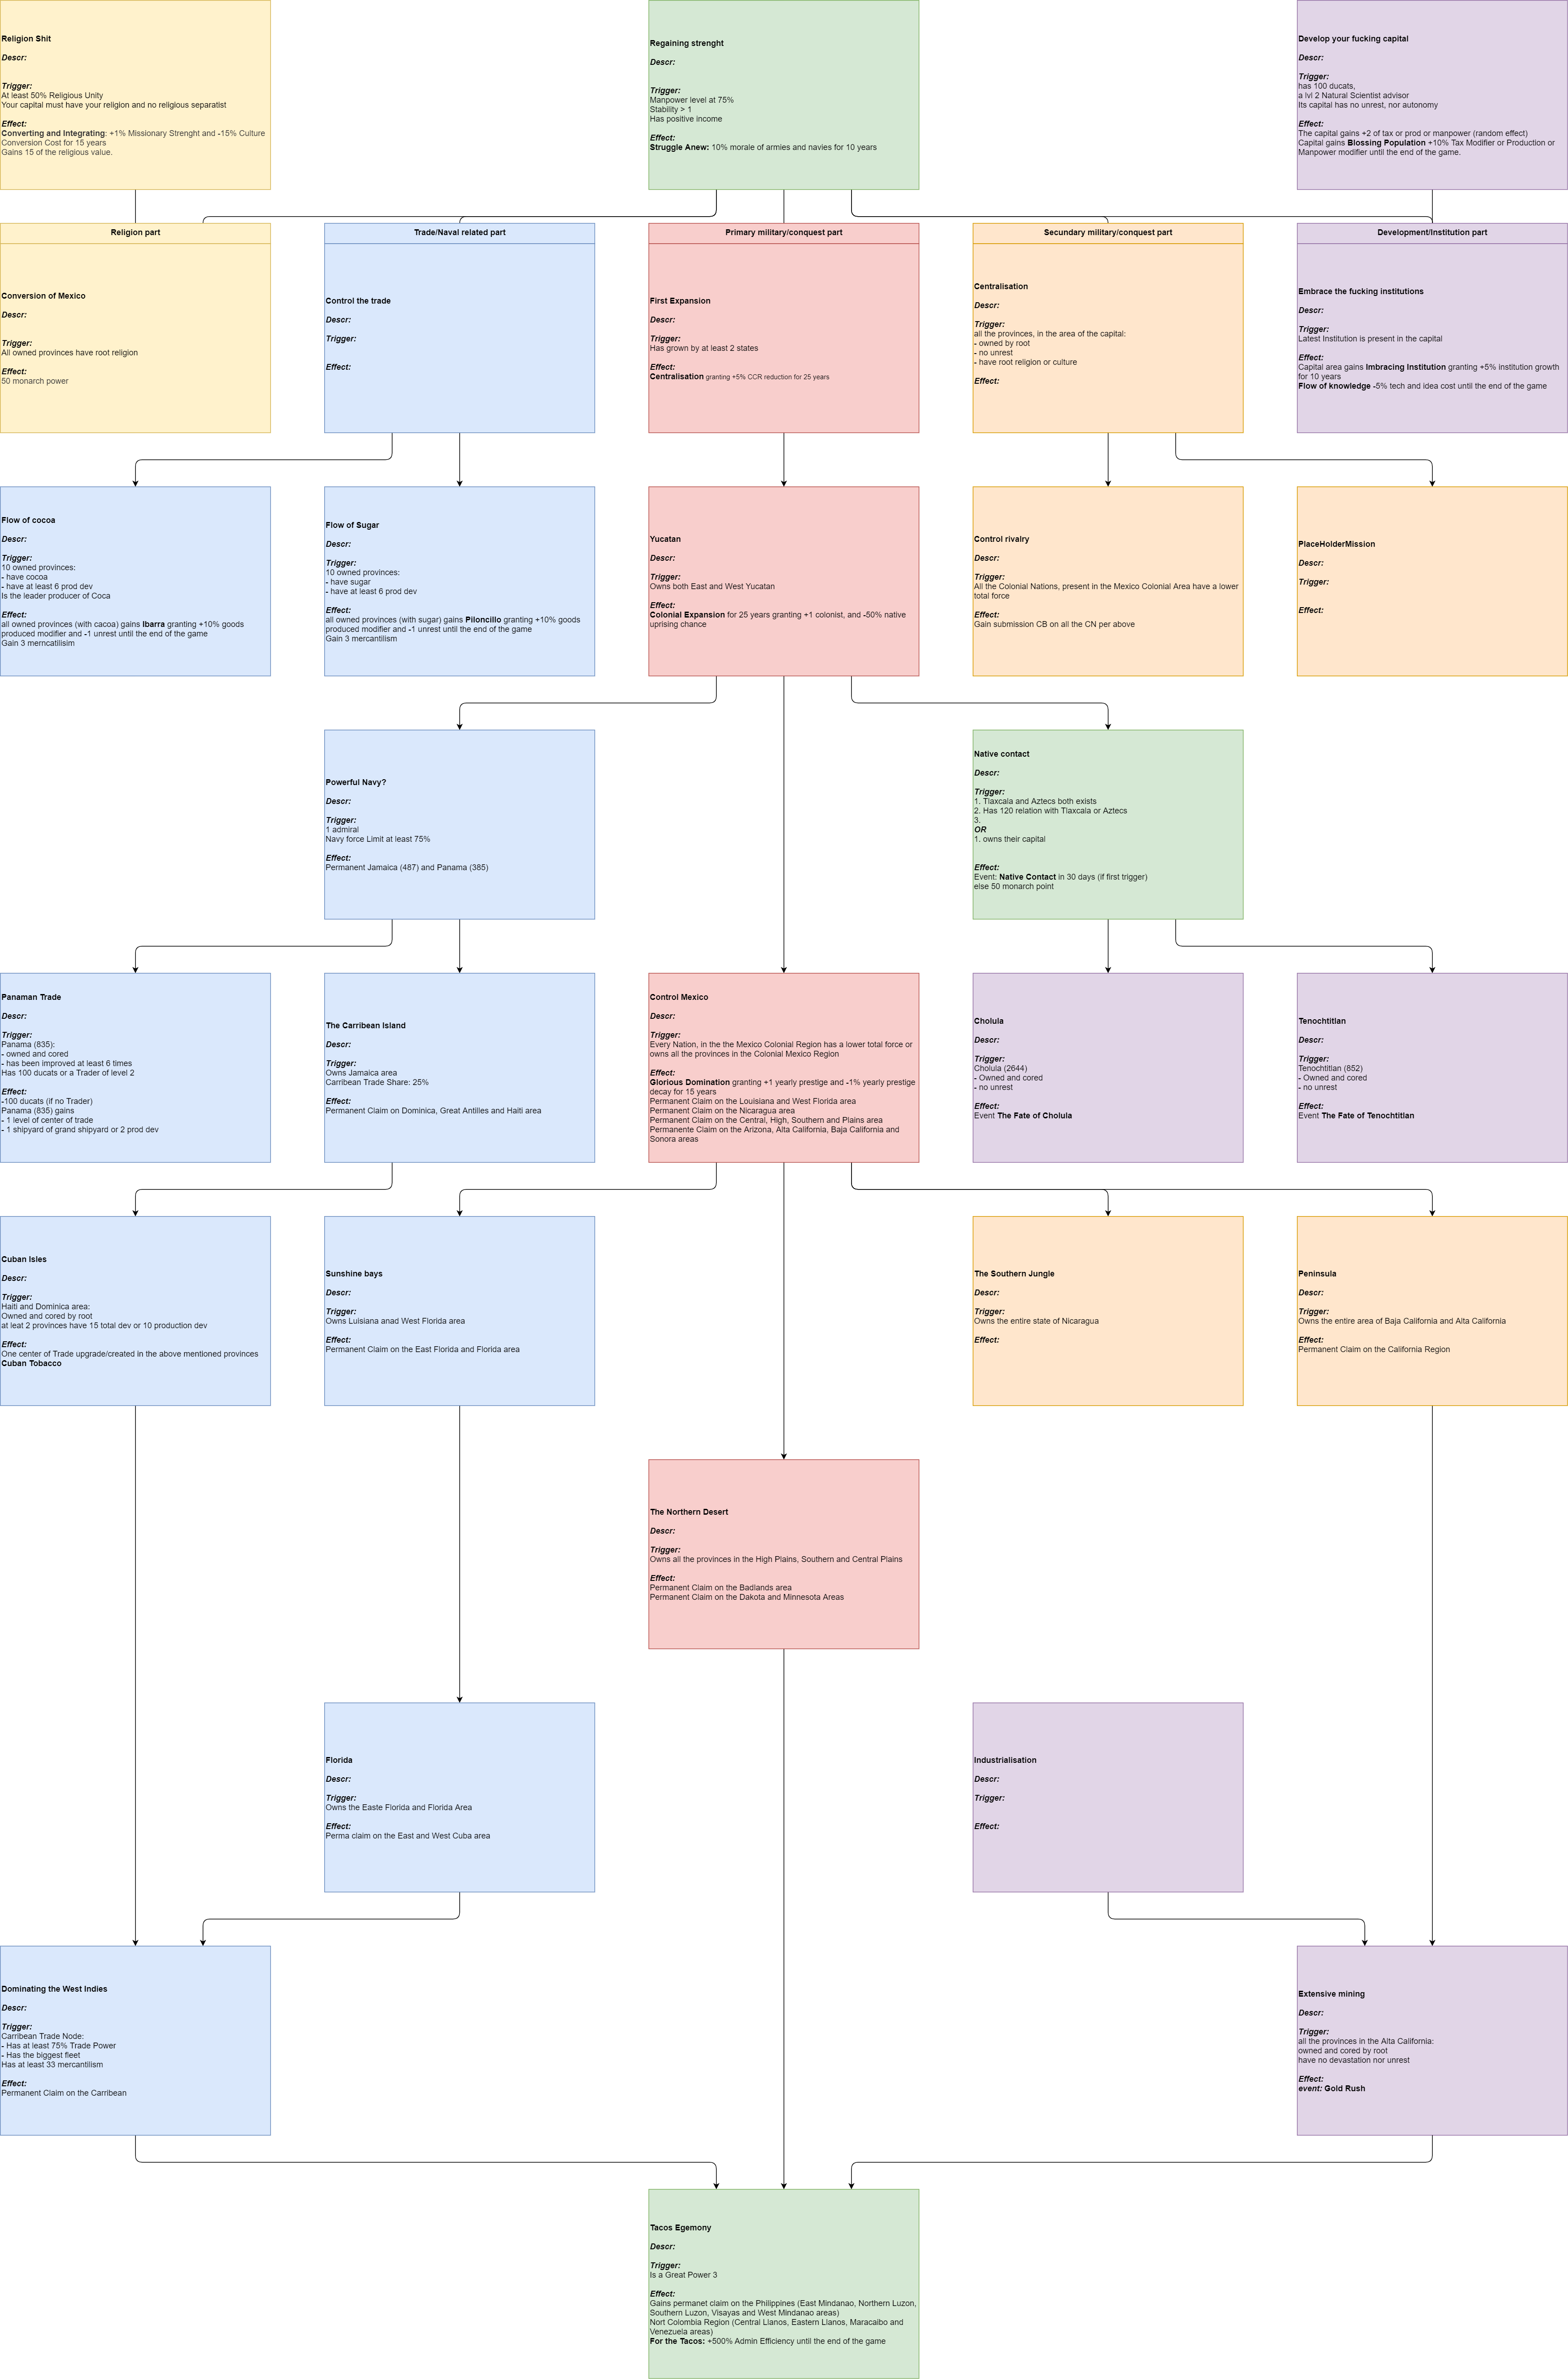 Religion Shit
Descr:
Trigger:
At least 50% Religious Unity
Your capital must have your religion and no religious separatist
Effect:
Converting and Integrating: +1% Missionary Strenght and -15% Culture
Conversion Cost for 15 years
Gains 15 of the religious value.
Regaining strenght
Descr:
Trigger:
Manpower level at 75%
Stability > 1
Has positive income
Effect:
Struggle Anew: 10% morale of armies and navies for 10 years
Develop your fucking capital
Descr:
Trigger:
has 100 ducats,
a lvl 2 Natural Scientist advisor
Its capital has no unrest, nor autonomy
Effect:
The capital gains +2 of tax or prod or manpower (random effect)
Capital gains Blossing Population +10% Tax Modifier or Production or
Manpower modifier until the end of the game.
Religion part
Conversion of Mexico
Descr:
Trigger:
All owned provinces have root religion
Effect:
50 monarch power
Trade/Naval related part
Control the trade
Descr:
Trigger:
Effect:
Primary military/conquest part
First Expansion
Descr:
Trigger:
Has grown by at least 2 states
Effect:
Centralisation granting +5% CCR reduction for 25 years
Secundary military/conquest part
Centralisation
Descr:
Trigger:
all the provinces, in the area of the capital:
- owned by root
- no unrest
- have root religion or culture
Effect:
Development/Institution part
Embrace the fucking institutions
Descr:
Trigger:
Latest Institution is present in the capital
Effect:
Capital area gains Imbracing Institution granting +5% institution growth
for 10 years
Flow of knowledge -5% tech and idea cost until the end of the game
Flow of cocoa
Descr:
Trigger:
10 owned provinces:
- have cocoa
- have at least 6 prod dev
Is the leader producer of Coca
Effect:
all owned provinces (with cacoa) gains Ibarra granting +10% goods
produced modifier and -1 unrest until the end of the game
Gain 3 merncatilisim
Flow of Sugar
Descr:
Trigger:
10 owned provinces:
- have sugar
- have at least 6 prod dev
Effect:
all owned provinces (with sugar) gains Piloncillo granting +10% goods
produced modifier and -1 unrest until the end of the game
Gain 3 mercantilism
Yucatan
Descr:
Trigger:
Owns both East and West Yucatan
Effect:
Colonial Expansion for 25 years granting +1 colonist, and -50% native
uprising chance
Control rivalry
Descr:
Trigger:
All the Colonial Nations, present in the Mexico Colonial Area have a lower
total force
Effect:
Gain submission CB on all the CN per above
PlaceHolderMission
Descr:
Trigger:
Effect:
Powerful Navy?
Descr:
Trigger:
1 admiral
Navy force Limit at least 75%
Effect:
Permanent Jamaica (487) and Panama (385)
Native contact
Descr:
Trigger:
1. Tlaxcala and Aztecs both exists
2. Has 120 relation with Tlaxcala or Aztecs
3.
OR
1. owns their capital
Effect:
Event: Native Contact in 30 days (if first trigger)
else 50 monarch point
Panaman Trade
Descr:
Trigger:
Panama (835):
- owned and cored
- has been improved at least 6 times
Has 100 ducats or a Trader of level 2
Effect:
-100 ducats (if no Trader)
Panama (835) gains
- 1 level of center of trade
- 1 shipyard of grand shipyard or 2 prod dev
The Carribean Island
Descr:
Trigger:
Owns Jamaica area
Carribean Trade Share: 25%
Effect:
Permanent Claim on Dominica, Great Antilles and Haiti area
Control Mexico
Descr:
Trigger:
Every Nation, in the the Mexico Colonial Region has a lower total force or
owns all the provinces in the Colonial Mexico Region
Effect:
Glorious Domination granting +1 yearly prestige and -1% yearly prestige
decay for 15 years
Permanent Claim of the Louisiana and West Florida area
Permanent Claim on the Nicaragua area
Permanent Claim on the Central, High, Southern and Plains area
Permanente Claim on the Arizona, Alta California, Baja California and
Sonora areas
Cholula
Descr:
Trigger:
Cholula (2644)
- Owned and cored
- no unrest
Effect:
Event The Fate of Cholula
Tenochtitlan
Descr:
Trigger:
Tenochtitlan (852)
- Owned and cored
- no unrest
Effect:
Event The Fate of Tenochtitlan
Cuban Isles
Descr:
Trigger:
Haiti and Dominica area:
Owned and cored by root
at leat 2 provinces have 15 total dev or 10 production dev
Effect:
One center of Trade upgrade/created in the above mentioned provinces
Cuban Tobacco
Sunshine bays
Descr:
Trigger:
Owns Luisiana anad West Florida area
Effect:
Permanent Claim on the East Florida and Florida area
The Southern Jungle
Descr:
Trigger:
Owns the entire state of Nicaragua
Effect:
Peninsula
Descr:
Trigger:
Owns the entire area of Baja California and Alta California
Effect:
Permanent Claim on the California Region
The Northern Desert
Descr:
Trigger:
Owns all the provinces in the High Plains, Southern and Central Plains
Effect:
Permanent Claim on the Badlands area
Permanent Claim on the Dakota and Minnesota Areas
Florida
Descr:
Trigger:
Owns the Easte Florida and Florida Area
Effect:
Perma claim on the East and West Cuba area
Industrialisation
Descr:
Trigger:
Effect:
Dominating the West Indies
Descr:
Trigger:
Carribean Trade Node:
- Has at least 75% Trade Power
- Has the biggest fleet
Has at least 33 mercantilism
Effect:
Permanent Claim on the Carribean
Extensive mining
Descr:
Trigger:
all the provinces in the Alta California:
owned and cored by root
have no devastation nor unrest
Effect:
event: Gold Rush
Tacos Egemony
Descr:
Trigger:
Is a Great Power 3
Effect:
Gains permanet claim on the Philippines (East Mindanao, Northern Luzon,
Southern Luzon, Visayas and West Mindanao areas)
Nort Colombia Region (Central Llanos, Eastern Llanos, Maracaibo and
Venezuela areas)
For the Tacos: +500% Admin Efficiency until the end of the game